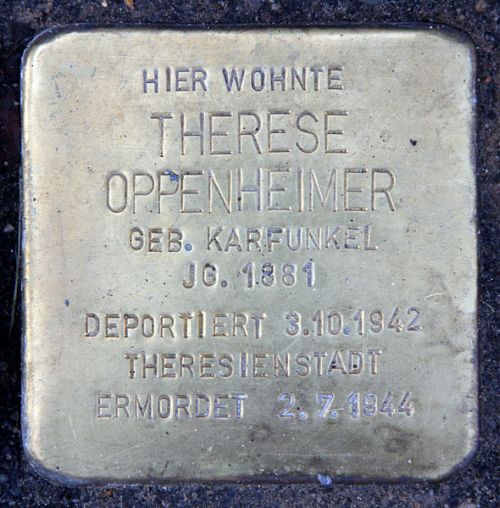 HIER WOHNTE
THERESE
OPPENHEIMER
GEB. KARFUNKEL
JG. 1881
DEPORTIERT 3.10.1942
THERESIENSTADT
ERMORDET 2.7.1944